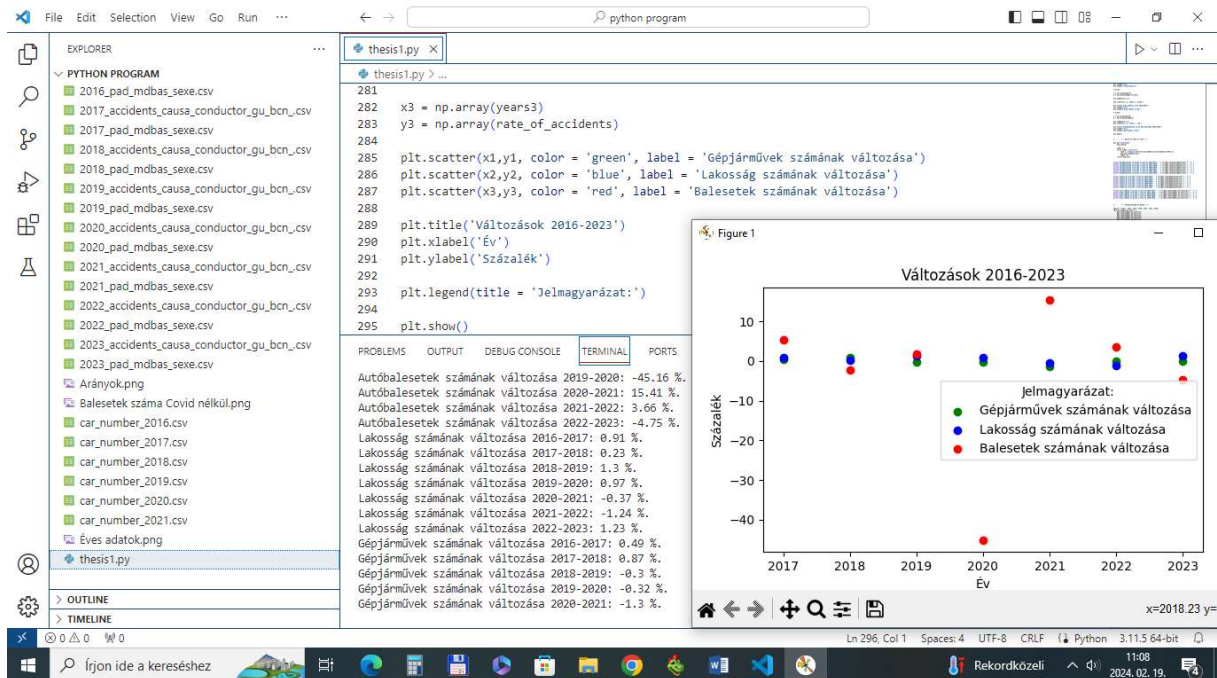 File Edit Selection View Go Run ···
python program
EXPLORER ···
PYTHON PROGRAM
2016_pad_mdbas_sexe.csv
2017_accidents_causa_conductor_gu_bcn_.csv
2017_pad_mdbas_sexe.csv
2018_accidents_causa_conductor_gu_bcn_.csv
2018_pad_mdbas_sexe.csv
2019_accidents_causa_conductor_gu_bcn_.csv
2019_pad_mdbas_sexe.csv
2020_accidents_causa_conductor_gu_bcn_.csv
2020_pad_mdbas_sexe.csv
2021_accidents_causa_conductor_gu_bcn_.csv
2021_pad_mdbas_sexe.csv
2022_accidents_causa_conductor_gu_bcn_.csv
2022_pad_mdbas_sexe.csv
2023_accidents_causa_conductor_gu_bcn_.csv
2023_pad_mdbas_sexe.csv
Arányok.png
Balesetek száma Covid nélkül.png
car_number_2016.csv
car_number_2017.csv
car_number_2018.csv
car_number_2019.csv
car_number_2020.csv
car_number_2021.csv
Éves adatok.png
thesis1.py
OUTLINE
TIMELINE
thesis1.py ×
thesis1.py > ...
281
282 x3 = np.array(years3)
283 y3 = np.array(rate_of_accidents)
284
285 plt.scatter(x1,y1, color = 'green', label = 'Gépjárművek számának változása')
286 plt.scatter(x2,y2, color = 'blue', label = 'Lakosság számának változása')
287 plt.scatter(x3,y3, color = 'red', label = 'Balesetek számának változása')
288
289 plt.title('Változások 2016-2023')
290 plt.xlabel('Év')
291 plt.ylabel('Százalék')
292
293 plt.legend(title = 'Jelmagyarázat:')
294
295 plt.show()
PROBLEMS OUTPUT DEBUG CONSOLE TERMINAL PORTS
Autóbalesetek számának változása 2019-2020: -45.16 %.
Autóbalesetek számának változása 2020-2021: 15.41 %.
Autóbalesetek számának változása 2021-2022: 3.66 %.
Autóbalesetek számának változása 2022-2023: -4.75 %.
Lakosság számának változása 2016-2017: 0.91 %.
Lakosság számának változása 2017-2018: 0.23 %.
Lakosság számának változása 2018-2019: 1.3 %.
Lakosság számának változása 2019-2020: 0.97 %.
Lakosság számának változása 2020-2021: -0.37 %.
Lakosság számának változása 2021-2022: -1.24 %.
Lakosság számának változása 2022-2023: 1.23 %.
Gépjárművek számának változása 2016-2017: 0.49 %.
Gépjárművek számának változása 2017-2018: 0.87 %.
Gépjárművek számának változása 2018-2019: -0.3 %.
Gépjárművek számának változása 2019-2020: -0.32 %.
Gépjárművek számának változása 2020-2021: -1.3 %.
Figure 1
Változások 2016-2023
10
0
−10
−20
−30
−40
Százalék
Jelmagyarázat:
Gépjárművek számának változása
Lakosság számának változása
Balesetek számának változása
2017 2018 2019 2020 2021 2022 2023
Év
x=2018.23 y=
0 0 0 Ln 296, Col 1 Spaces: 4 UTF-8 CRLF Python 3.11.5 64-bit
Írjon ide a kereséshez
Rekordközeli
11:08
2024. 02. 19.
4